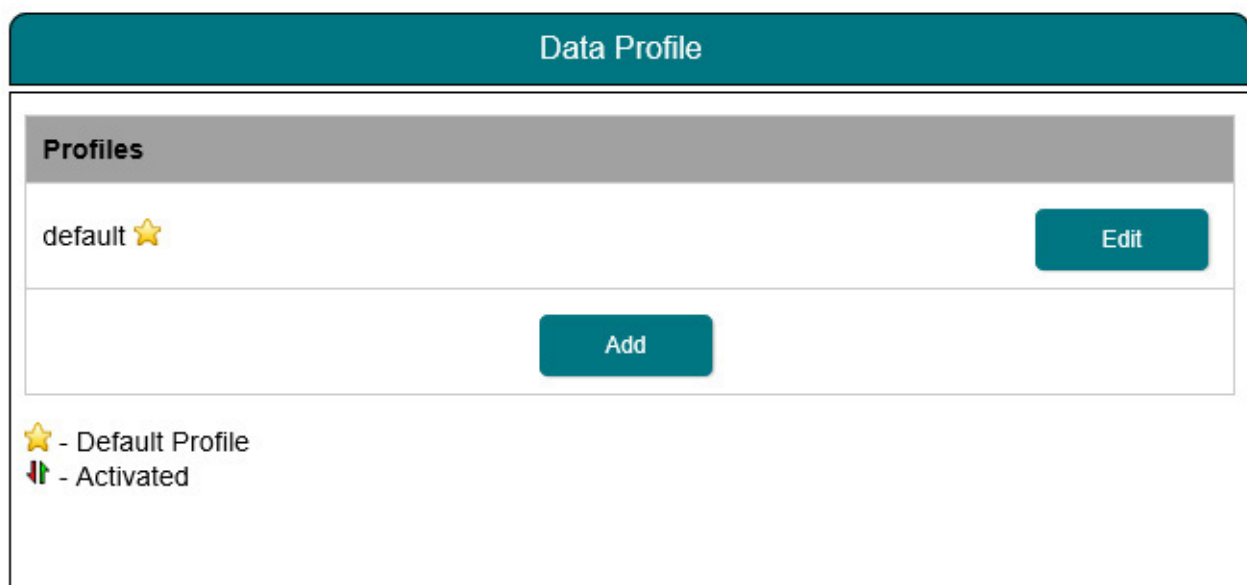 Data Profile
Profiles
default
Edit
Add
- Default Profile
- Activated